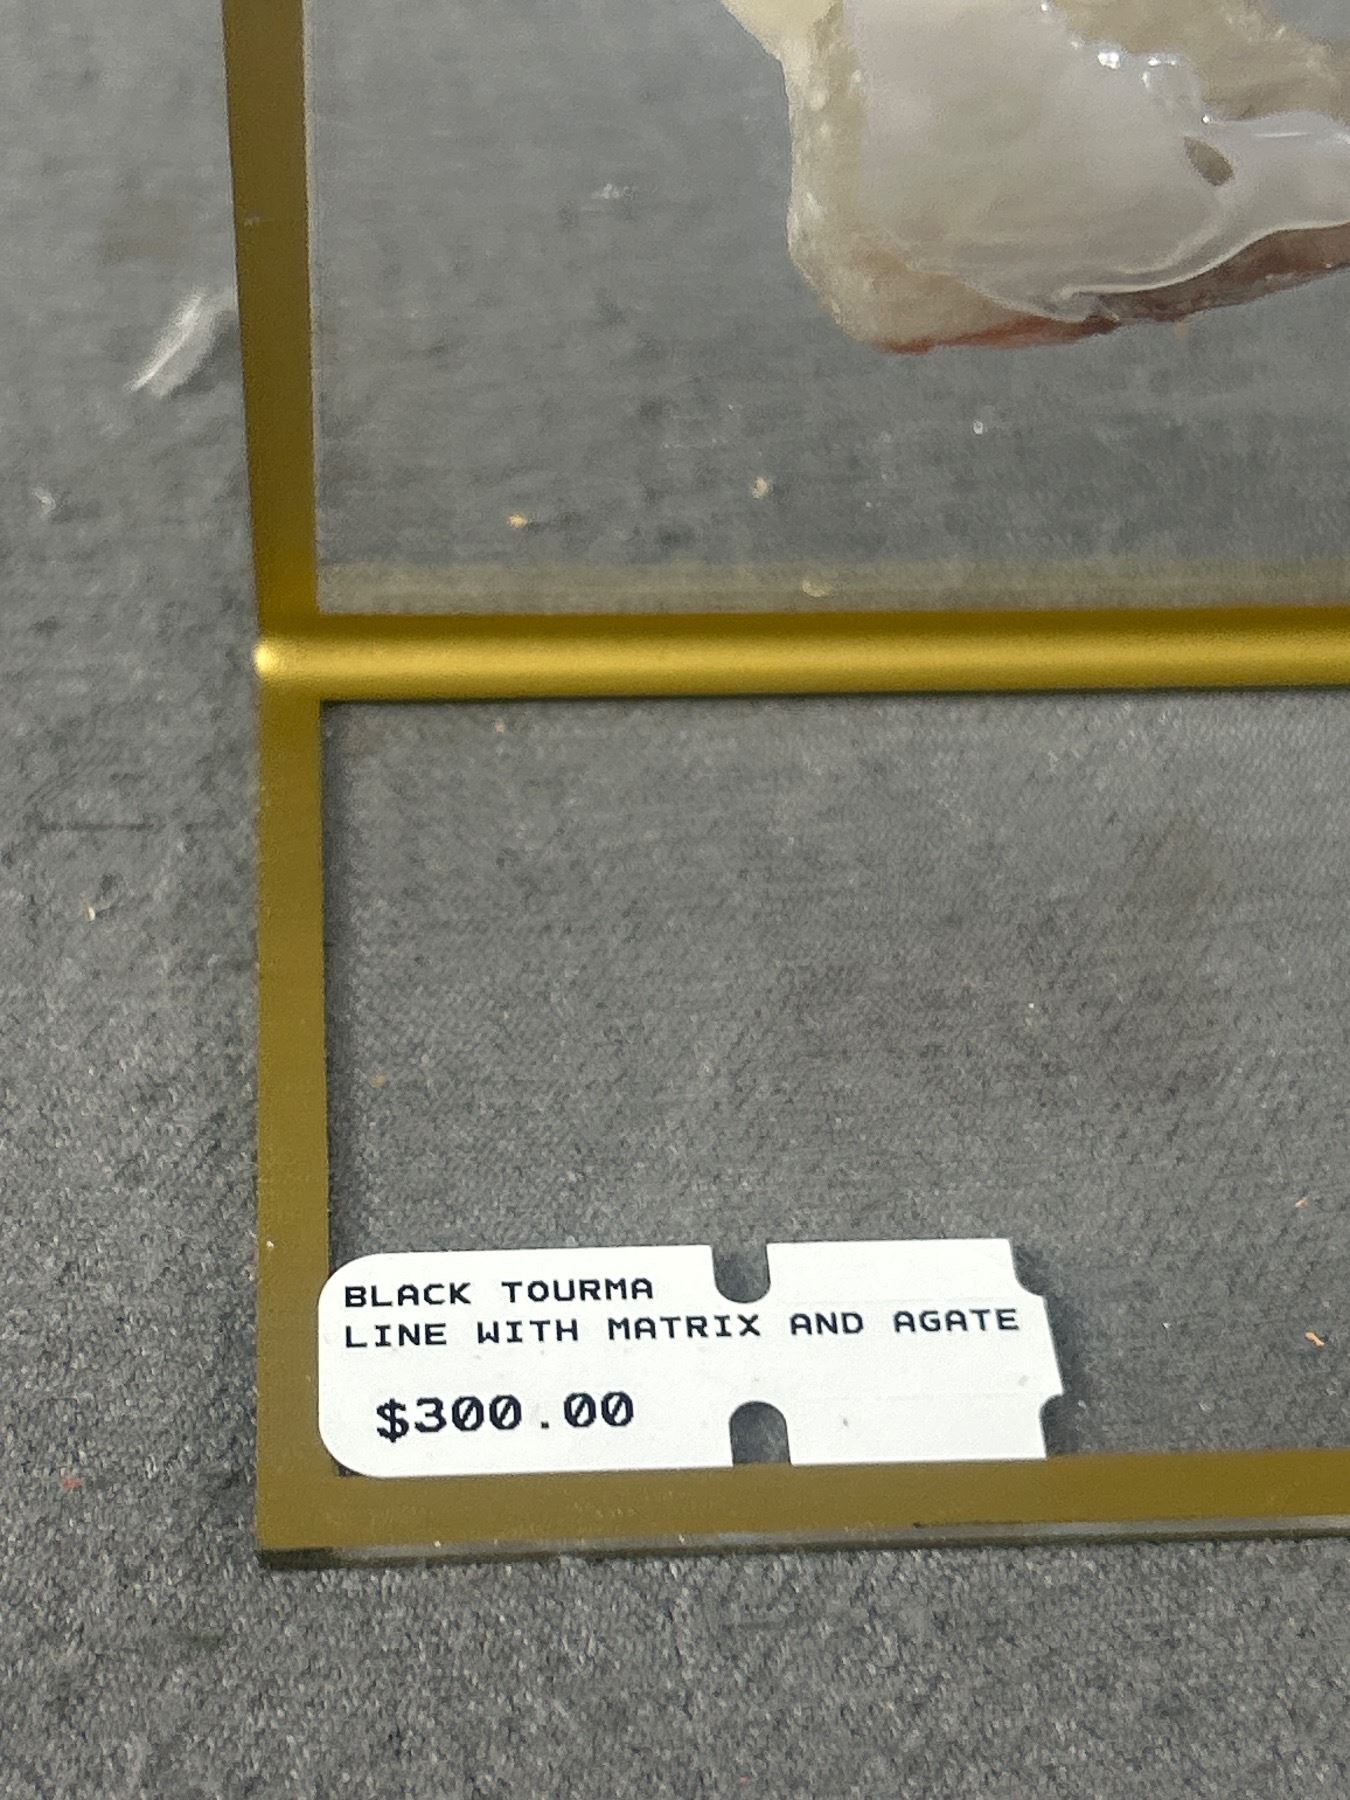 BLACK TOURMA
LINE WITH MATRIX AND AGATE
$300.00